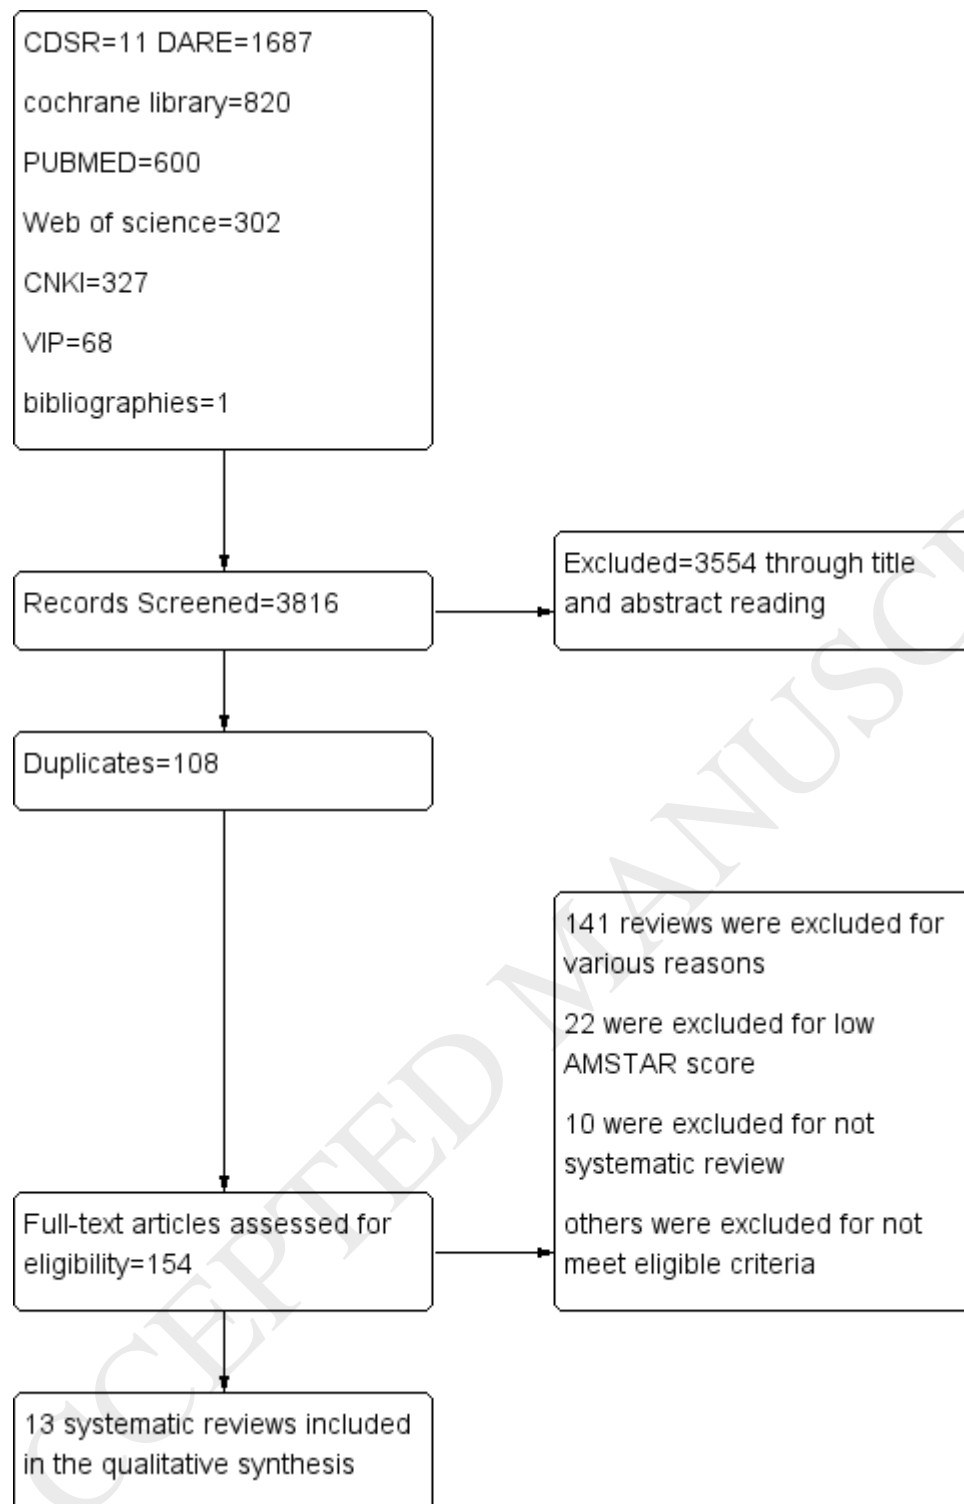 CDSR=11 DARE=1687
cochrane library=820
PUBMED=600
Web of science=302
CNKI=327
VIP=68
bibliographies=1
Records Screened=3816
Excluded=3554 through title
and abstract reading
Duplicates=108
141 reviews were excluded for
various reasons
22 were excluded for low
AMSTAR score
10 were excluded for not
systematic review
others were excluded for not
meet eligible criteria
Full-text articles assessed for
eligibility=154
13 systematic reviews included
in the qualitative synthesis
CCEPTED MANUSCR